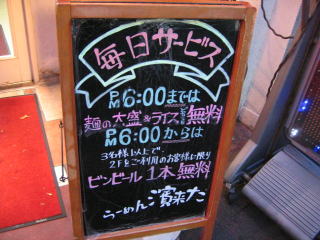 毎日サービス
PM6:00までは
麺の大盛&ライス無料
PM6:00からは
3名様以上で、
2Fをご利用のお客様に限り
ビンビール1本無料
らーめん濱来た